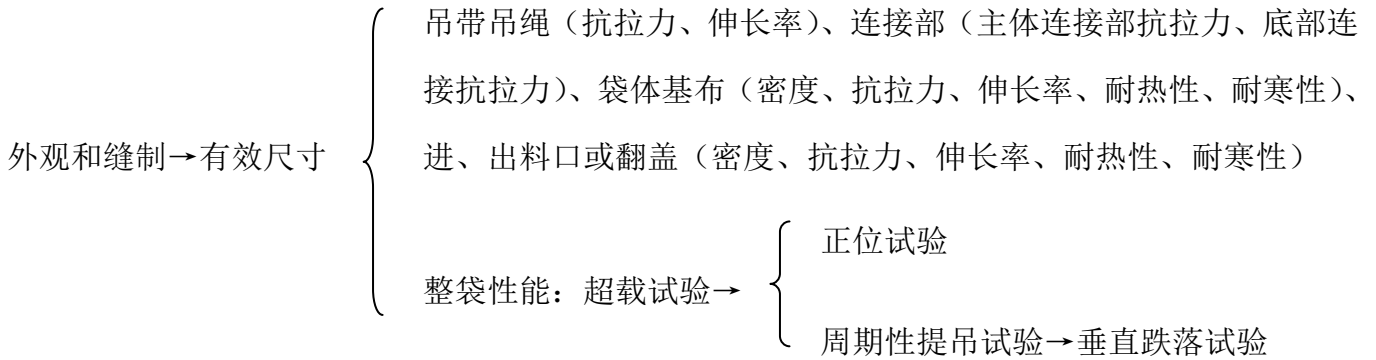 吊带吊绳（抗拉力、伸长率）、连接部（主体连接部抗拉力、底部连
接抗拉力）、袋体基布（密度、抗拉力、伸长率、耐热性、耐寒性）、
外观和缝制→有效尺寸
进、出料口或翻盖（密度、抗拉力、伸长率、耐热性、耐寒性）
正位试验
整袋性能：超载试验→
周期性提吊试验→垂直跌落试验